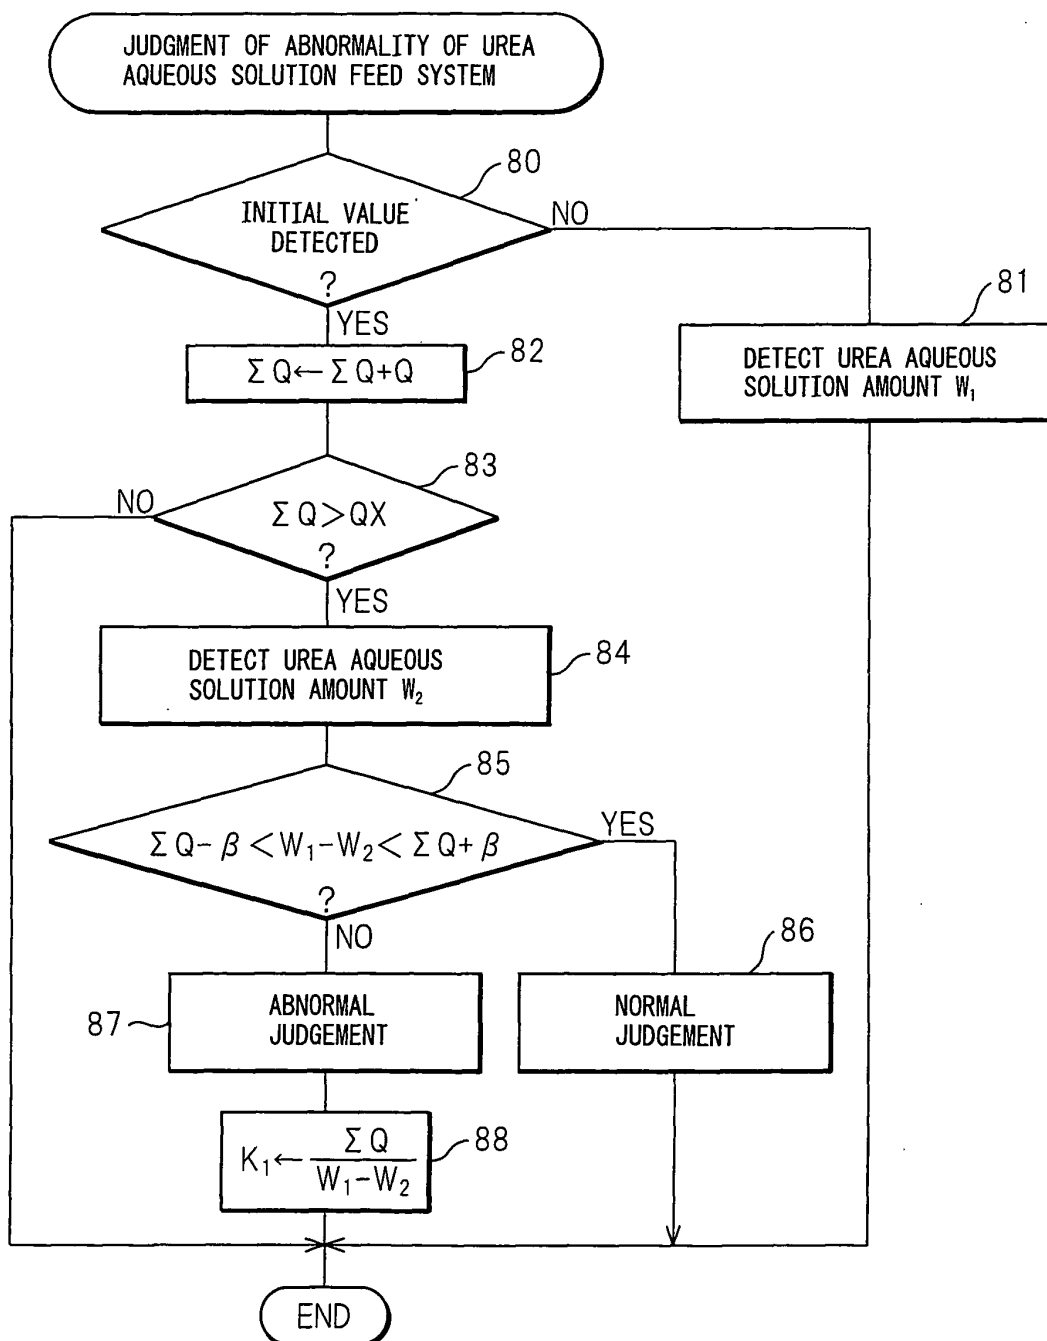 JUDGMENT OF ABNORMALITY OF UREA
AQUEOUS SOLUTION FEED SYSTEM
80
INITIAL VALUE
DETECTED
?
NO
YES
81
DETECT UREA AQUEOUS
SOLUTION AMOUNT W₁
ΣQ←ΣQ+Q
82
83
NO
ΣQ>QX
?
YES
DETECT UREA AQUEOUS
SOLUTION AMOUNT W₂
84
85
ΣQ-β<W₁-W₂<ΣQ+β
?
YES
NO
86
87
ABNORMAL
JUDGEMENT
NORMAL
JUDGEMENT
88
K₁← ΣQ
W₁-W₂
END